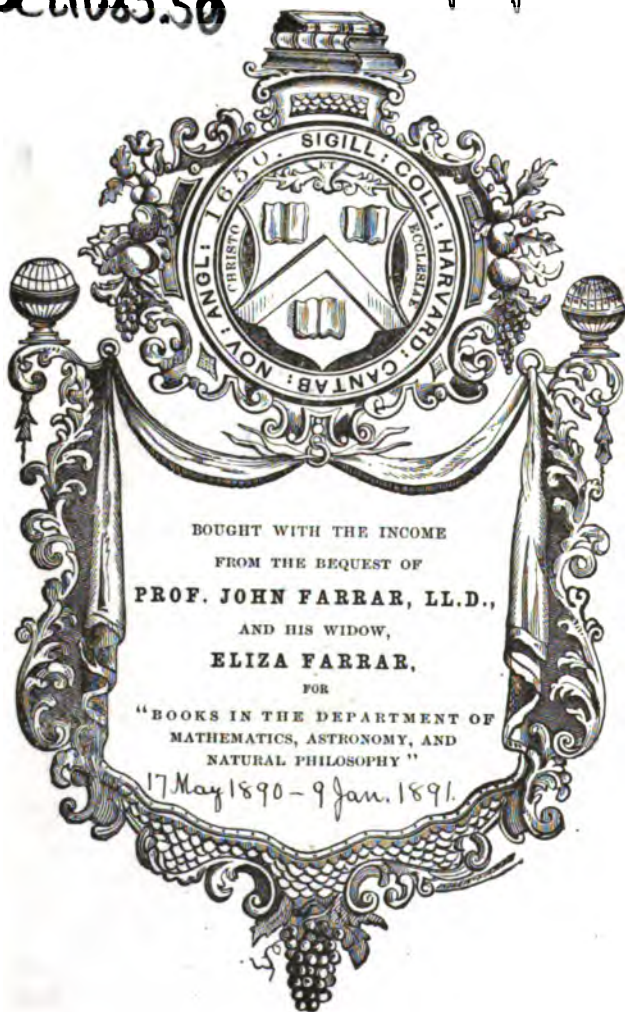 SIGILL: COLL: HARVARD: CANTAB: NOV: ANGL: 1650.
ET
CHRISTO
ECCLESIAE
BOUGHT WITH THE INCOME
FROM THE BEQUEST OF
PROF. JOHN FARRAR, LL.D.,
AND HIS WIDOW,
ELIZA FARRAR,
FOR
"BOOKS IN THE DEPARTMENT OF
MATHEMATICS, ASTRONOMY, AND
NATURAL PHILOSOPHY"
17 May 1890 – 9 Jan. 1891.